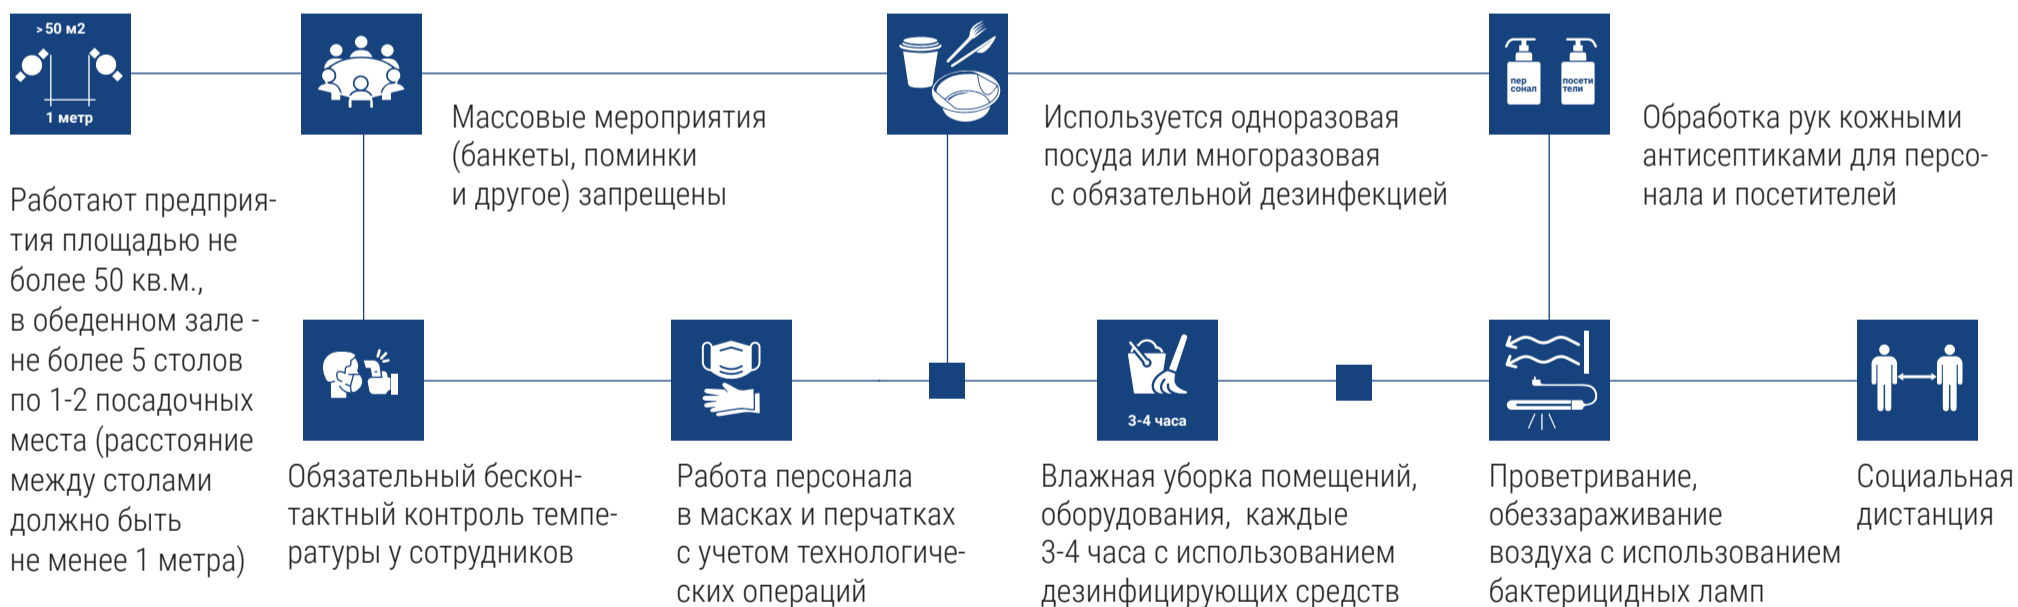 > 50 м2
1 метр
Работают предприя-
тия площадью не
более 50 кв.м.,
в обеденном зале -
не более 5 столов
по 1-2 посадочных
места (расстояние
между столами
должно быть
не менее 1 метра)
Массовые мероприятия
(банкеты, поминки
и другое) запрещены
Используется одноразовая
посуда или многоразовая
с обязательной дезинфекцией
пер
сонал
посети
тели
Обработка рук кожными
антисептиками для персо-
нала и посетителей
Обязательный бескон-
тактный контроль темпе-
ратуры у сотрудников
Работа персонала
в масках и перчатках
с учетом технологиче-
ских операций
3-4 часа
Влажная уборка помещений,
оборудования, каждые
3-4 часа с использованием
дезинфицирующих средств
Проветривание,
обеззараживание
воздуха с использованием
бактерицидных ламп
Социальная
дистанция